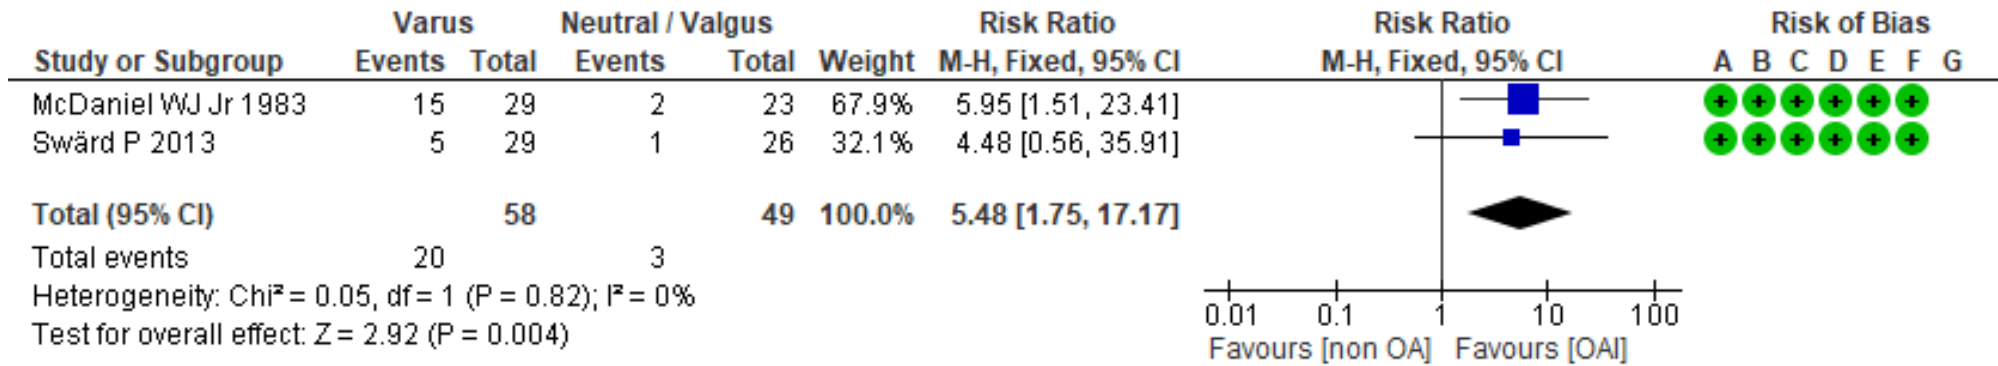 Varus Neutral / Valgus Risk Ratio Risk Ratio Risk of Bias
Study or Subgroup Events Total Events Total Weight M-H, Fixed, 95% CI M-H, Fixed, 95% CI A B C D E F G
McDaniel WJ Jr 1983 15 29 2 23 67.9% 5.95 [1.51, 23.41] + + + + + +
Swärd P 2013 5 29 1 26 32.1% 4.48 [0.56, 35.91] + + + + + +
Total (95% CI) 58 49 100.0% 5.48 [1.75, 17.17]
Total events 20 3
Heterogeneity: Chi² = 0.05, df = 1 (P = 0.82); I² = 0%
Test for overall effect: Z = 2.92 (P = 0.004)
0.01 0.1 1 10 100
Favours [non OA] Favours [OAI]